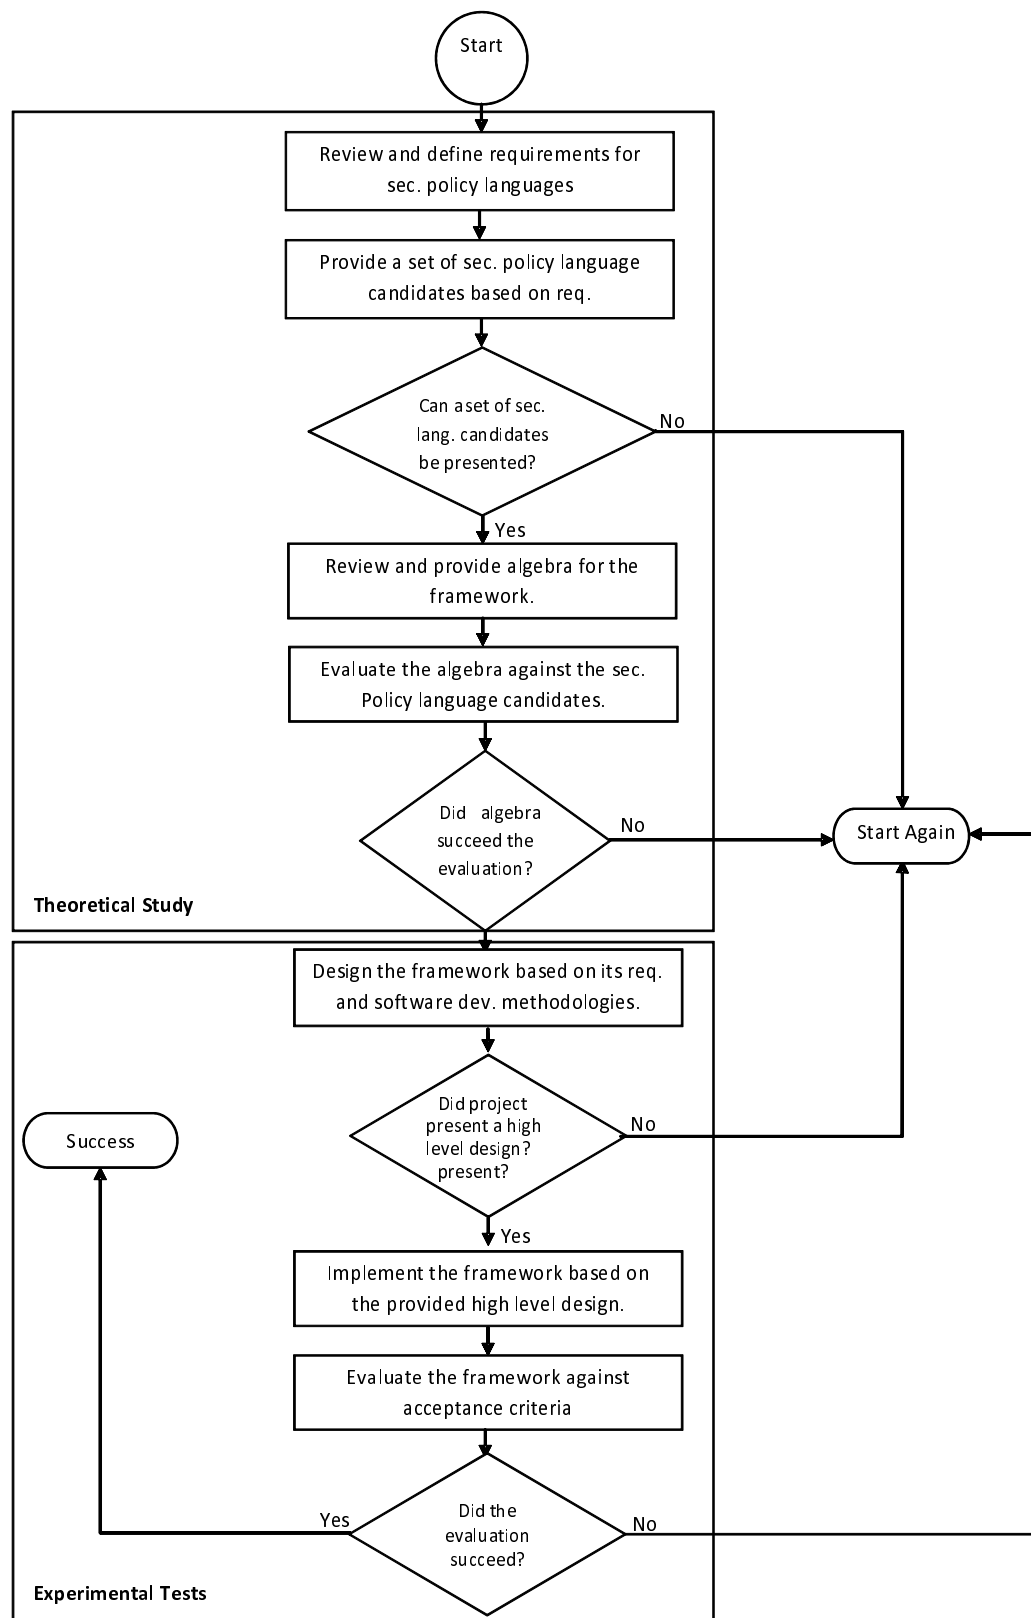 Start
Review and define requirements for
sec. policy languages
Provide a set of sec. policy language
candidates based on req.
Can aset of sec.
lang. candidates
be presented?
No
Yes
Review and provide algebra for the
framework.
Evaluate the algebra against the sec.
Policy language candidates.
Did algebra
succeed the
evaluation?
No
Start Again
Theoretical Study
Design the framework based on its req.
and software dev. methodologies.
Did project
present a high
level design?
present?
No
Success
Yes
Implement the framework based on
the provided high level design.
Evaluate the framework against
acceptance criteria
Did the
evaluation
succeed?
Yes
No
Experimental Tests